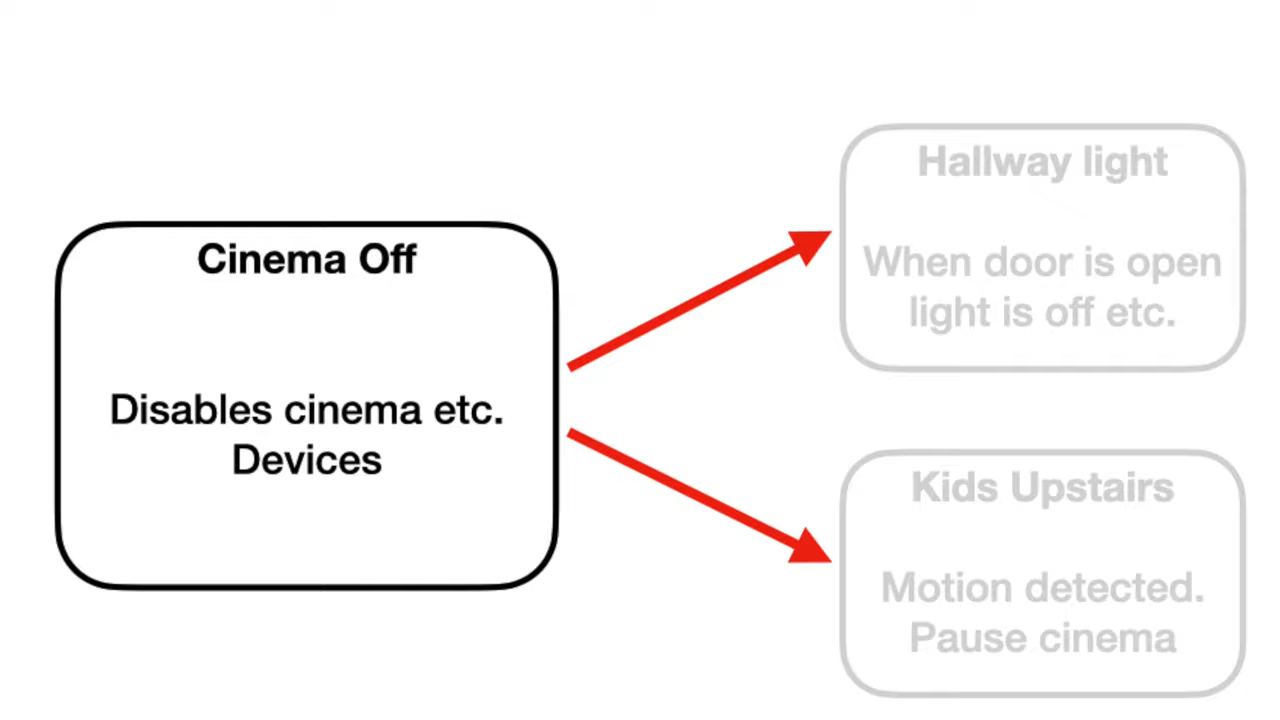 Cinema Off
Disables cinema etc.
Devices
Hallway light
When door is open
light is off etc.
Kids Upstairs
Motion detected.
Pause cinema